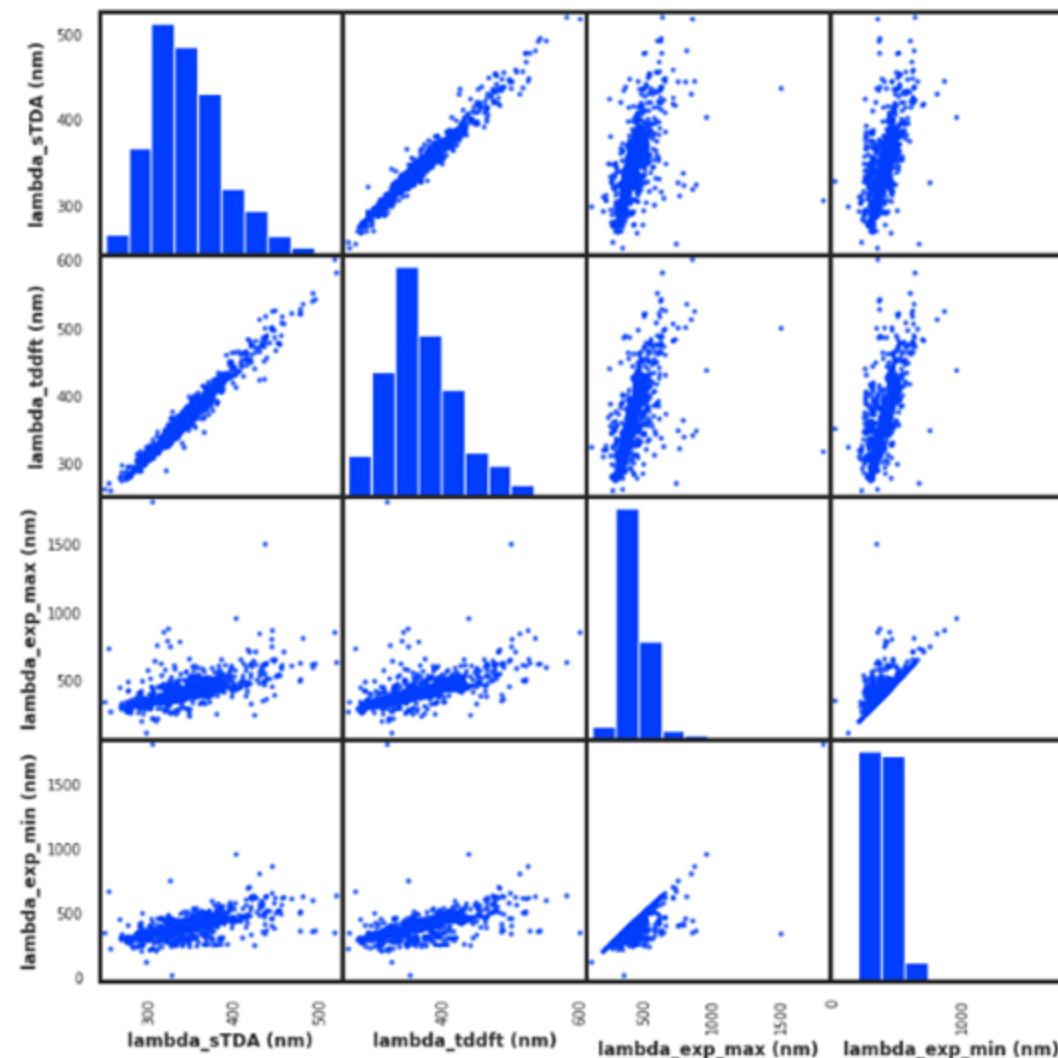 lambda_sTDA (nm)
500
400
300
lambda_tddft (nm)
600
500
400
300
lambda_exp_max (nm)
1500
1000
500
lambda_exp_min (nm)
1500
1000
500
0
300 400 500 400 600 500 1000 1500 0 1000
lambda_sTDA (nm) lambda_tddft (nm) lambda_exp_max (nm) lambda_exp_min (nm)